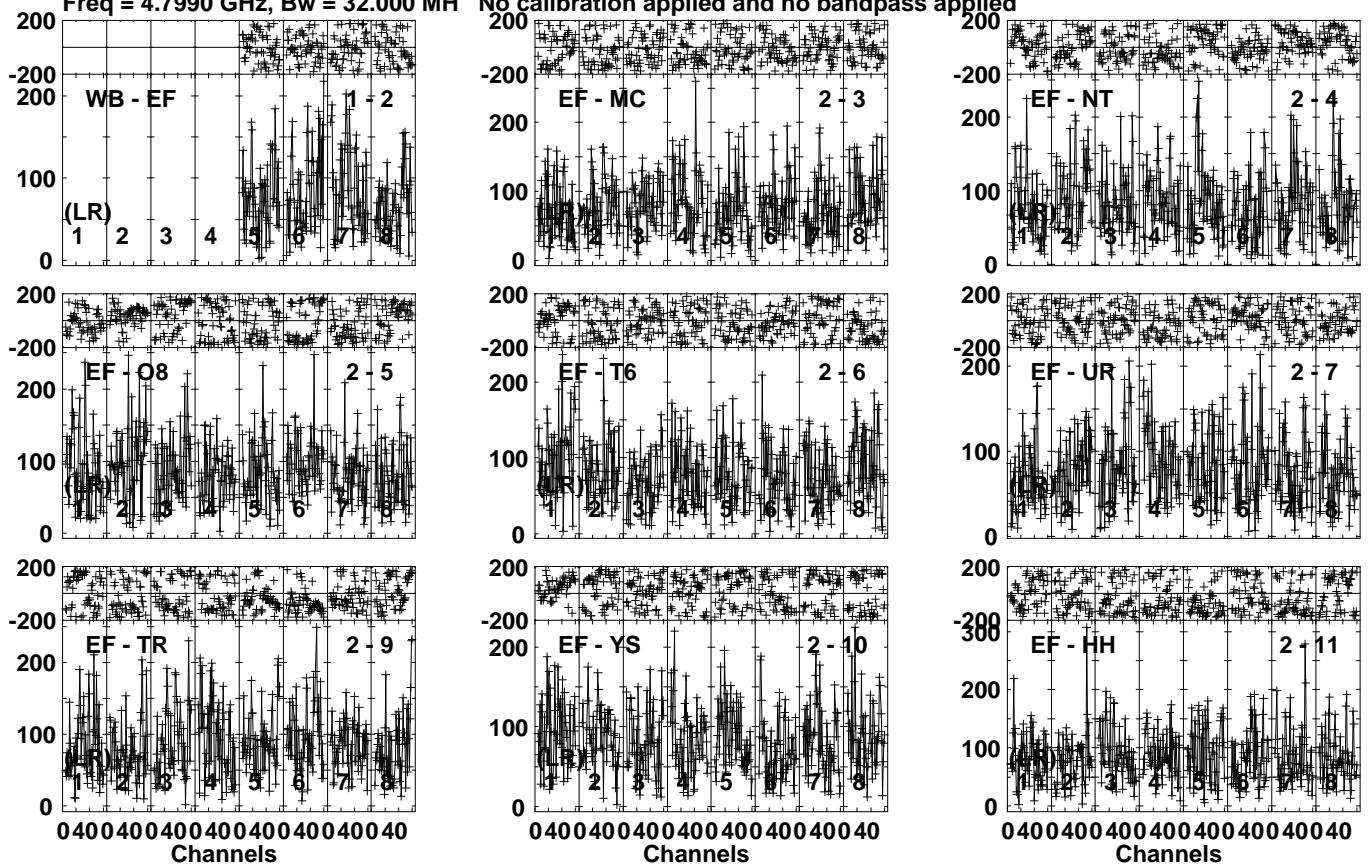 Freq = 4.7990 GHz, Bw = 32.000 MH No calibration applied and no bandpass applied
200
-200
WB - EF 1 - 2
200
100
0
(LR)
1 2 3 4 5 6 7 8
EF - MC 2 - 3
200
100
0
(LR)
1 2 3 4 5 6 7 8
200
-200
EF - NT 2 - 4
200
100
0
(LR)
1 2 3 4 5 6 7 8
200
-200
EF - O8 2 - 5
200
100
0
(LR)
1 2 3 4 5 6 7 8
200
-200
EF - T6 2 - 6
200
100
0
(LR)
1 2 3 4 5 6 7 8
200
-200
EF - UR 2 - 7
200
100
0
(LR)
1 2 3 4 5 6 7 8
200
-200
EF - TR 2 - 9
200
100
0
(LR)
1 2 3 4 5 6 7 8
0 40 0 40 0 40 0 40 0 40 0 40 0 40 0 40
Channels
200
-200
EF - YS 2 - 10
200
100
0
(LR)
1 2 3 4 5 6 7 8
0 40 0 40 0 40 0 40 0 40 0 40 0 40 0 40
Channels
200
-200
EF - HH 2 - 11
300
200
100
0
(LR)
1 2 3 4 5 6 7 8
0 40 0 40 0 40 0 40 0 40 0 40 0 40 0 40
Channels